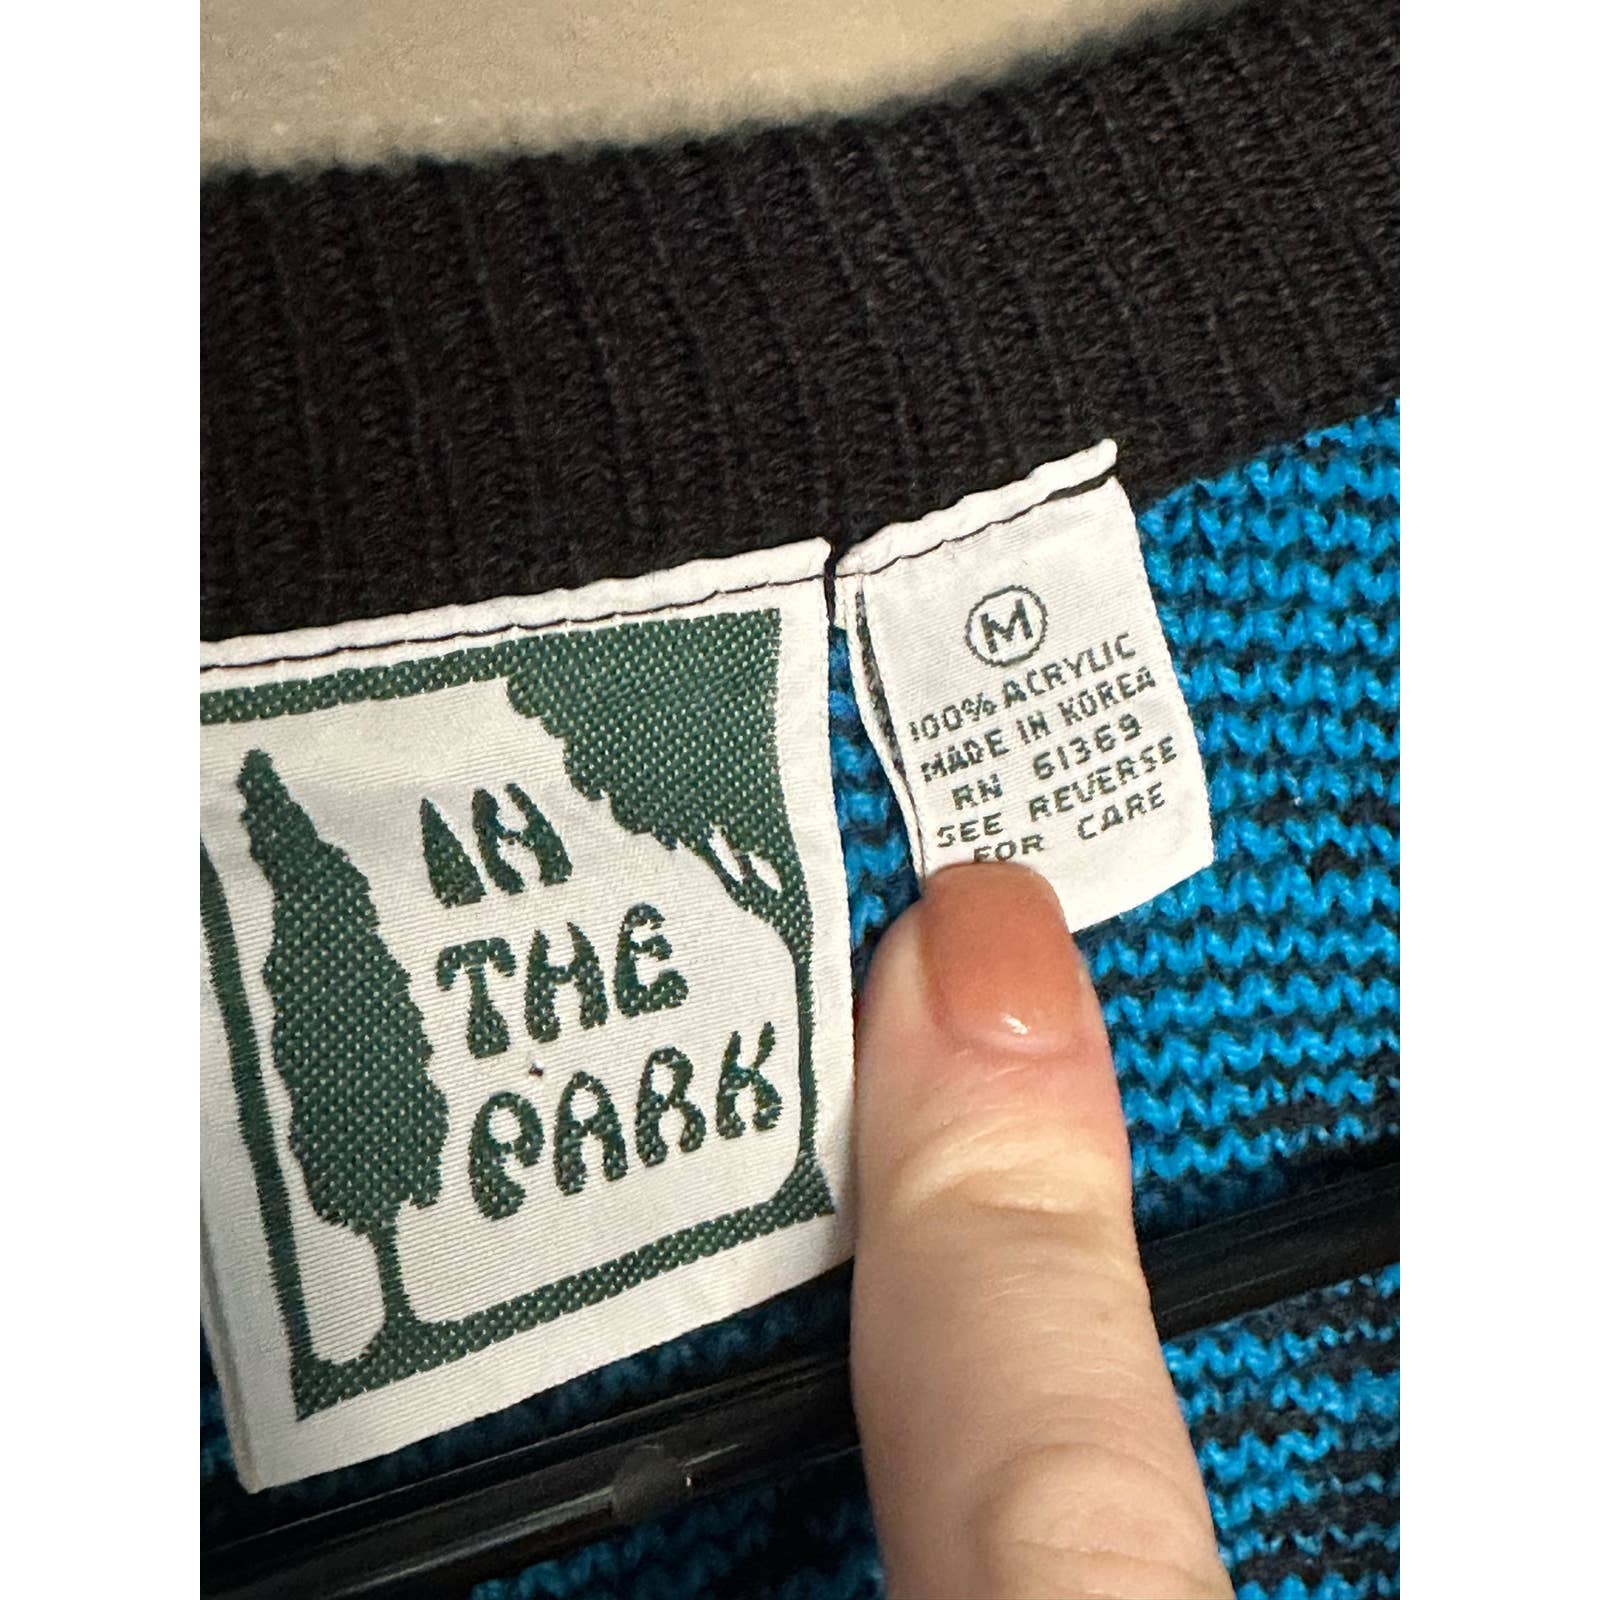 IN
THE
PARK
M
100% ACRYLIC
MADE IN KOREA
RN 61369
SEE REVERSE
FOR CARE